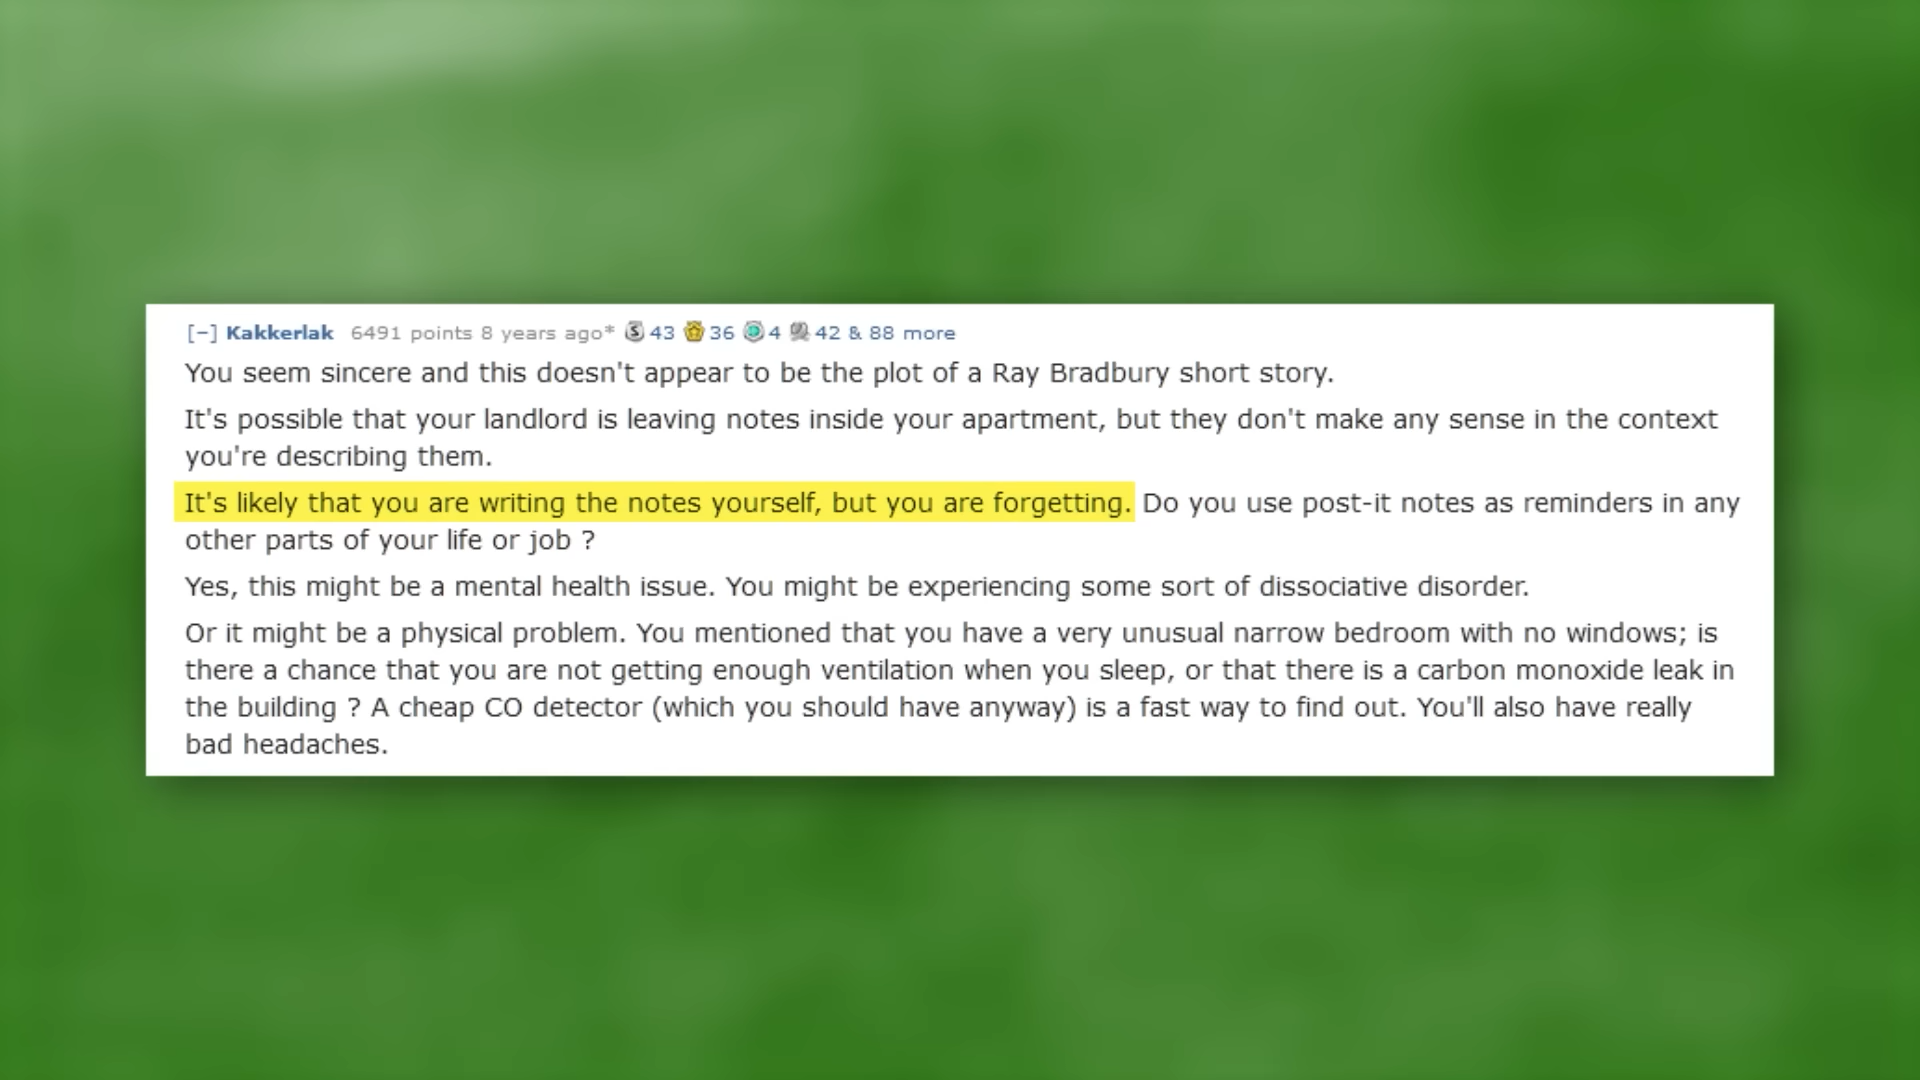 [−] Kakkerlak 6491 points 8 years ago* S 43 36 4 42 & 88 more
You seem sincere and this doesn't appear to be the plot of a Ray Bradbury short story.
It's possible that your landlord is leaving notes inside your apartment, but they don't make any sense in the context
you're describing them.
It's likely that you are writing the notes yourself, but you are forgetting. Do you use post-it notes as reminders in any
other parts of your life or job ?
Yes, this might be a mental health issue. You might be experiencing some sort of dissociative disorder.
Or it might be a physical problem. You mentioned that you have a very unusual narrow bedroom with no windows; is
there a chance that you are not getting enough ventilation when you sleep, or that there is a carbon monoxide leak in
the building ? A cheap CO detector (which you should have anyway) is a fast way to find out. You'll also have really
bad headaches.